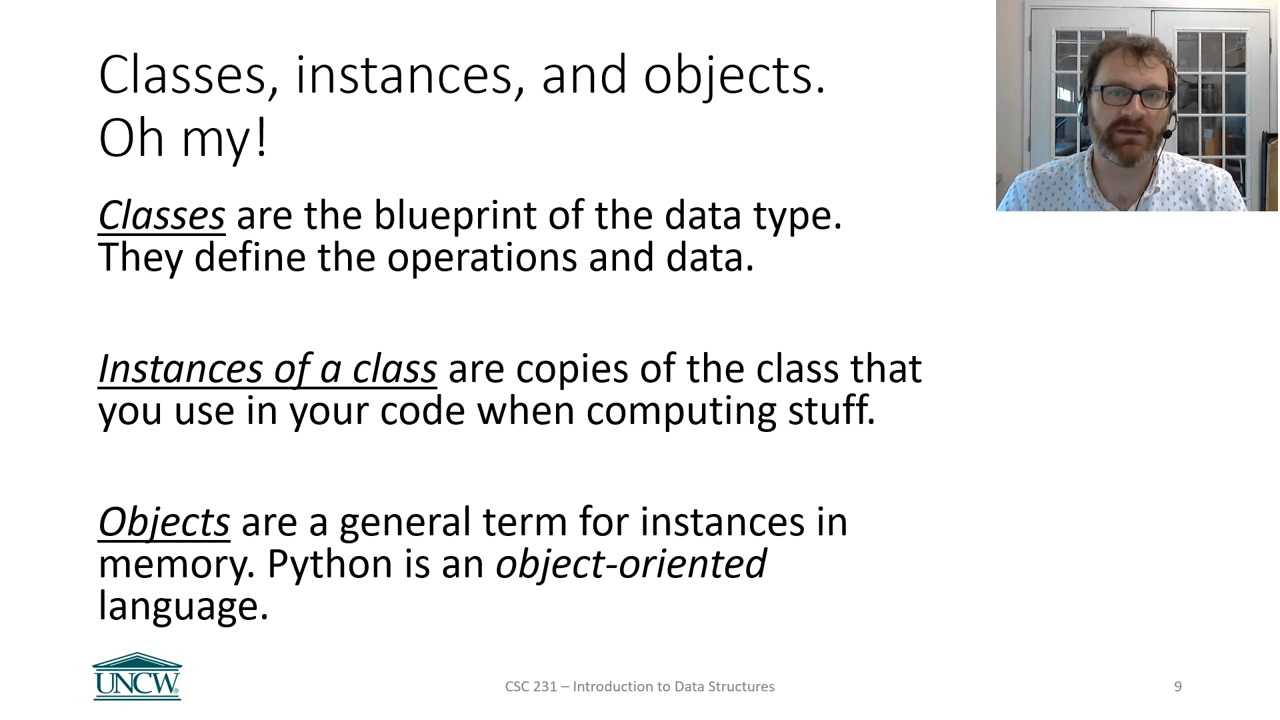 Classes, instances, and objects.
Oh my!
Classes are the blueprint of the data type.
They define the operations and data.
Instances of a class are copies of the class that
you use in your code when computing stuff.
Objects are a general term for instances in
memory. Python is an object-oriented
language.
UNCW
CSC 231 – Introduction to Data Structures
9